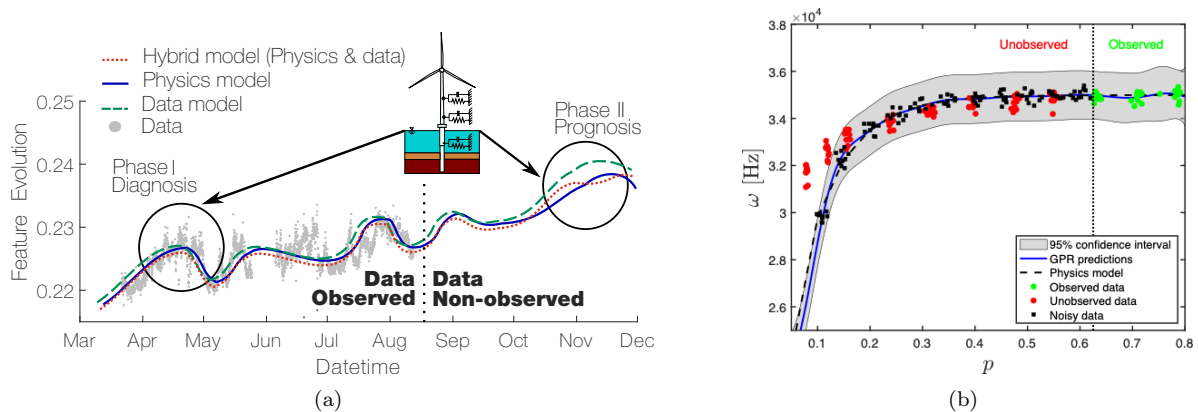 (a)
Hybrid model (Physics & data)
Physics model
Data model
Data
Feature Evolution
0.25
0.24
0.23
0.22
Phase I
Diagnosis
Phase II
Prognosis
Data
Observed
Data
Non-observed
Mar
Apr
May
Jun
Jul
Aug
Sep
Oct
Nov
Dec
Datetime
(b)
×10⁴
3.8
3.6
3.4
3.2
3
2.8
2.6
ω [Hz]
Unobserved
Observed
95% confidence interval
GPR predictions
Physics model
Observed data
Unobserved data
Noisy data
0.1
0.2
0.3
0.4
0.5
0.6
0.7
0.8
p